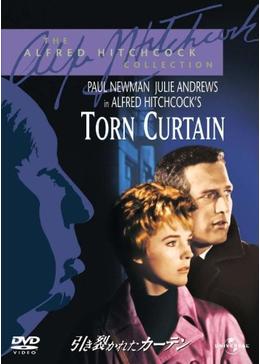 THE
ALFRED HITCHCOCK
COLLECTION
PAUL NEWMAN JULIE ANDREWS
in ALFRED HITCHCOCK'S
TORN CURTAIN
引き裂かれたカーテン
DVD
VIDEO
UNIVERSAL